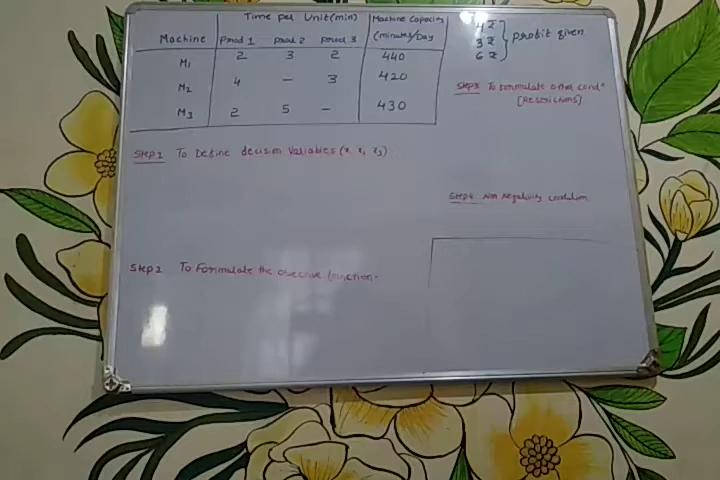 Time per Unit(min) Machine Capacity
Machine Prod 1 prod 2 prod 3 (minutes/Day
M1 2 3 2 440
M2 4 - 3 420
M3 2 5 - 430
4₹
3₹
6₹
profit given
Step 1 To Define decision Variables (x, x2 x3)
Step 2 To Formulate the objective function.
Step 3 To formulate other condn
[Restrictions]
Step 4 Non Negativity condition